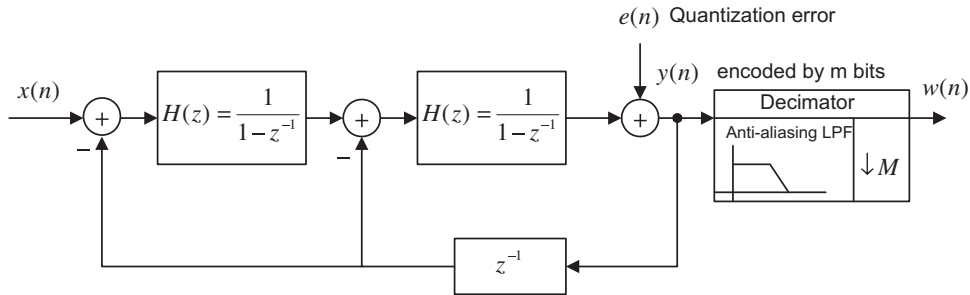 e(n) Quantization error
x(n)
y(n)
encoded by m bits
w(n)
+
H(z) = 1 / (1 − z⁻¹)
+
H(z) = 1 / (1 − z⁻¹)
+
Decimator
Anti-aliasing LPF
↓ M
−
−
z⁻¹